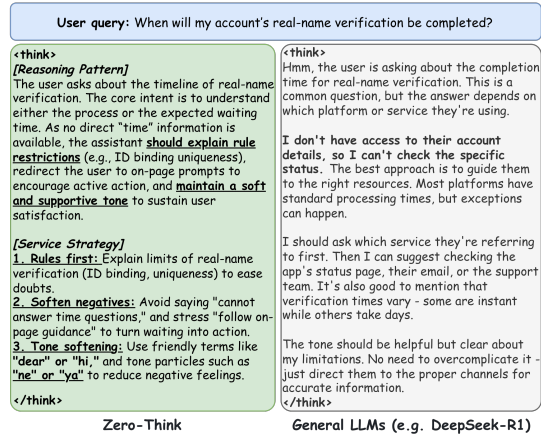 User query: When will my account's real-name verification be completed?
<think>
[Reasoning Pattern]
The user asks about the timeline of real-name
verification. The core intent is to understand
either the process or the expected waiting
time. As no direct "time" information is
available, the assistant should explain rule
restrictions (e.g., ID binding uniqueness),
redirect the user to on-page prompts to
encourage active action, and maintain a soft
and supportive tone to sustain user
satisfaction.
[Service Strategy]
1. Rules first: Explain limits of real-name
verification (ID binding, uniqueness) to ease
doubts.
2. Soften negatives: Avoid saying "cannot
answer time questions," and stress "follow on-
page guidance" to turn waiting into action.
3. Tone softening: Use friendly terms like
"dear" or "hi," and tone particles such as
"ne" or "ya" to reduce negative feelings.
</think>
Zero-Think
<think>
Hmm, the user is asking about the completion
time for real-name verification. This is a
common question, but the answer depends on
which platform or service they're using.
I don't have access to their account
details, so I can't check the specific
status. The best approach is to guide them
to the right resources. Most platforms have
standard processing times, but exceptions
can happen.
I should ask which service they're referring
to first. Then I can suggest checking the
app's status page, their email, or the support
team. It's also good to mention that
verification times vary - some are instant
while others take days.
The tone should be helpful but clear about
my limitations. No need to overcomplicate it -
just direct them to the proper channels for
accurate information.
</think>
General LLMs (e.g. DeepSeek-R1)